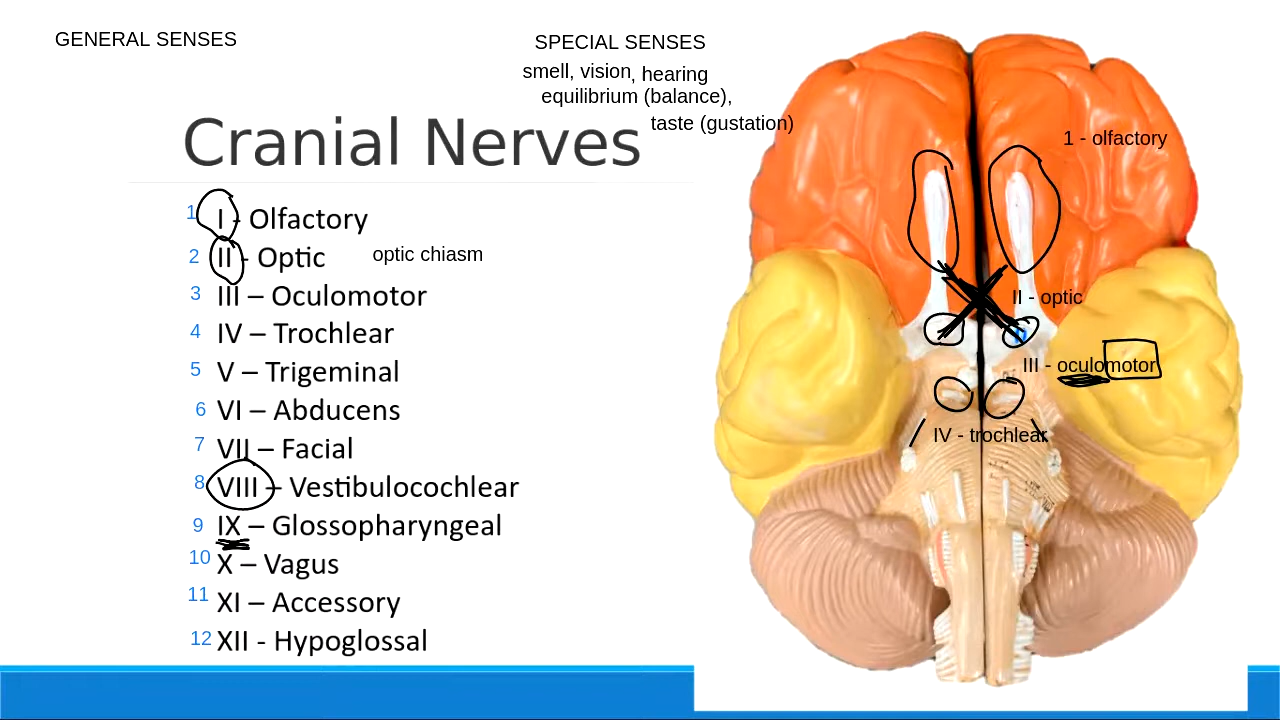 GENERAL SENSES
SPECIAL SENSES
smell, vision, hearing
equilibrium (balance),
taste (gustation)
Cranial Nerves
1 I - Olfactory
2 II - Optic
optic chiasm
3 III – Oculomotor
4 IV – Trochlear
5 V – Trigeminal
6 VI – Abducens
7 VII – Facial
8 VIII – Vestibulocochlear
9 IX – Glossopharyngeal
10 X – Vagus
11 XI – Accessory
12 XII - Hypoglossal
1 - olfactory
II - optic
III - oculomotor
IV - trochlear